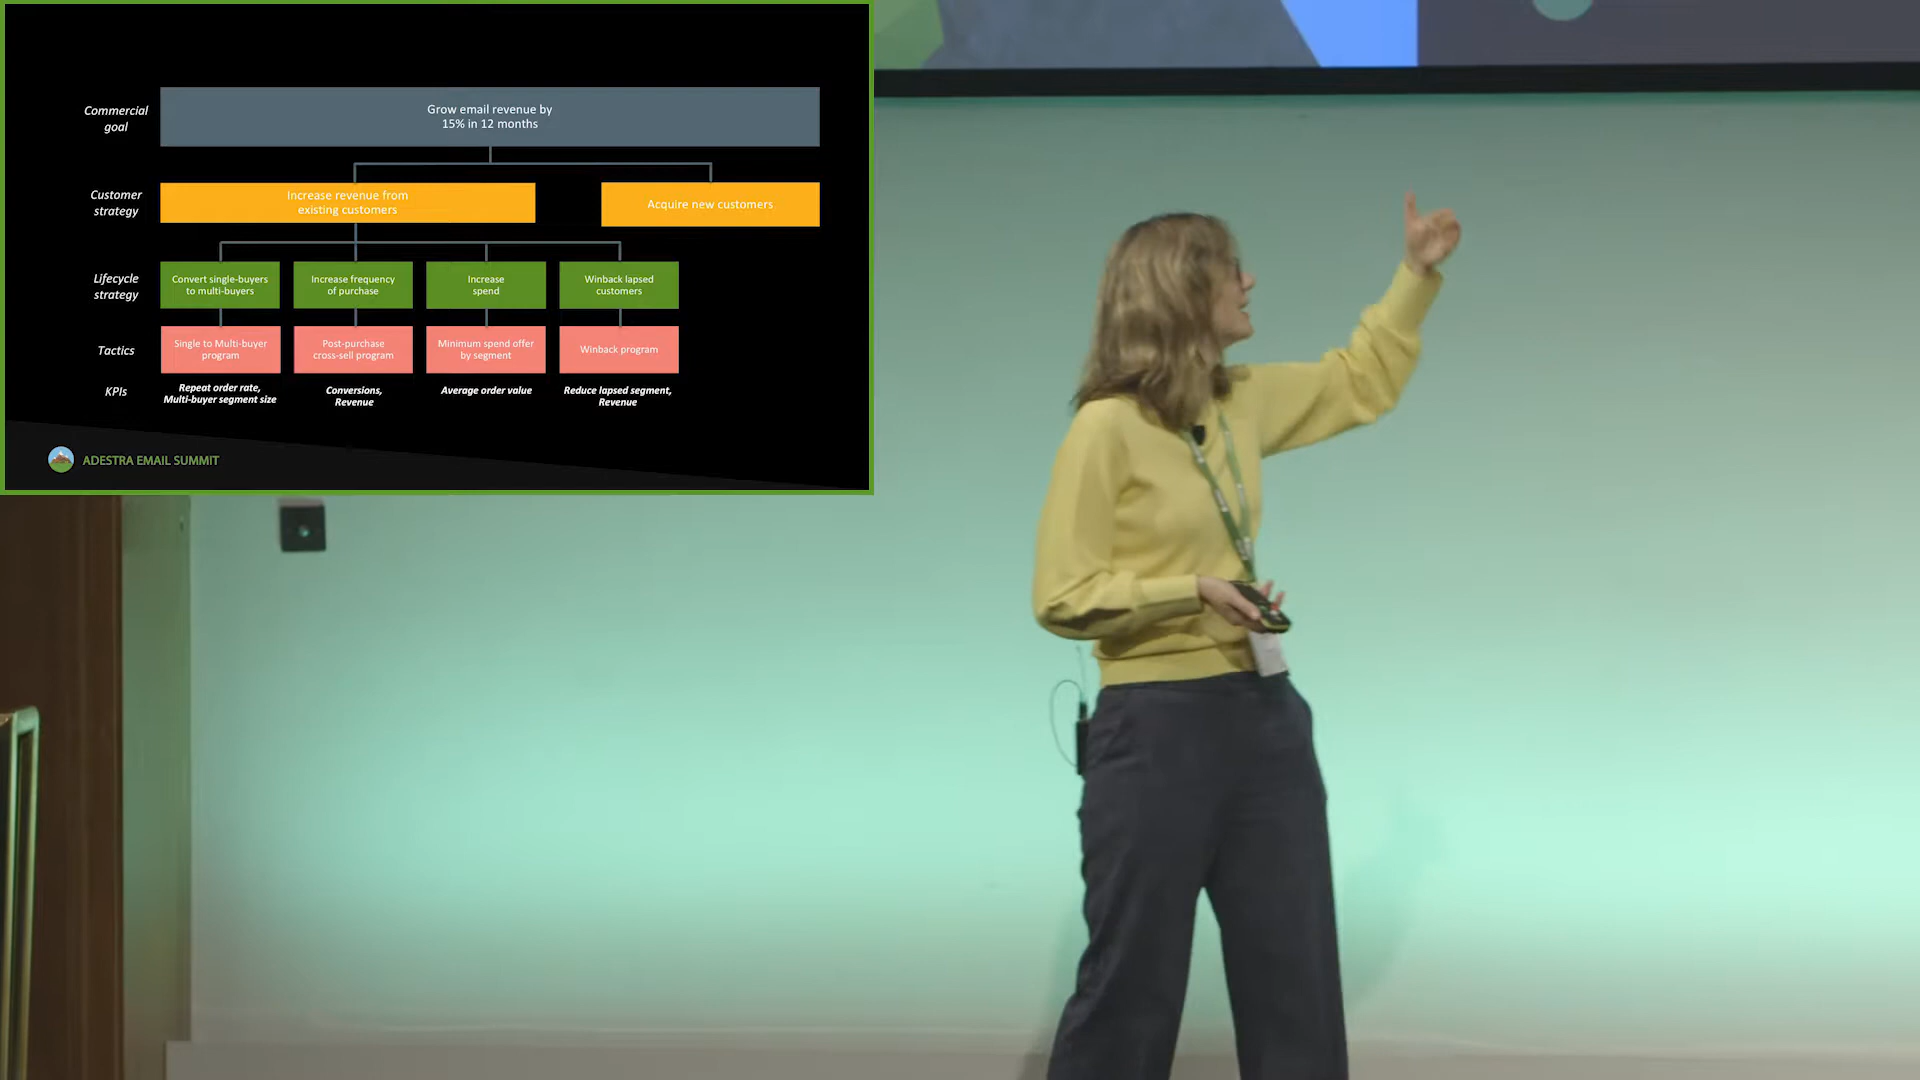 Commercial
goal
Grow email revenue by
15% in 12 months
Customer
strategy
Increase revenue from
existing customers
Acquire new customers
Lifecycle
strategy
Convert single-buyers
to multi-buyers
Increase frequency
of purchase
Increase
spend
Winback lapsed
customers
Tactics
Single to Multi-buyer
program
Post-purchase
cross-sell program
Minimum spend offer
by segment
Winback program
KPIs
Repeat order rate,
Multi-buyer segment size
Conversions,
Revenue
Average order value
Reduce lapsed segment,
Revenue
ADESTRA EMAIL SUMMIT